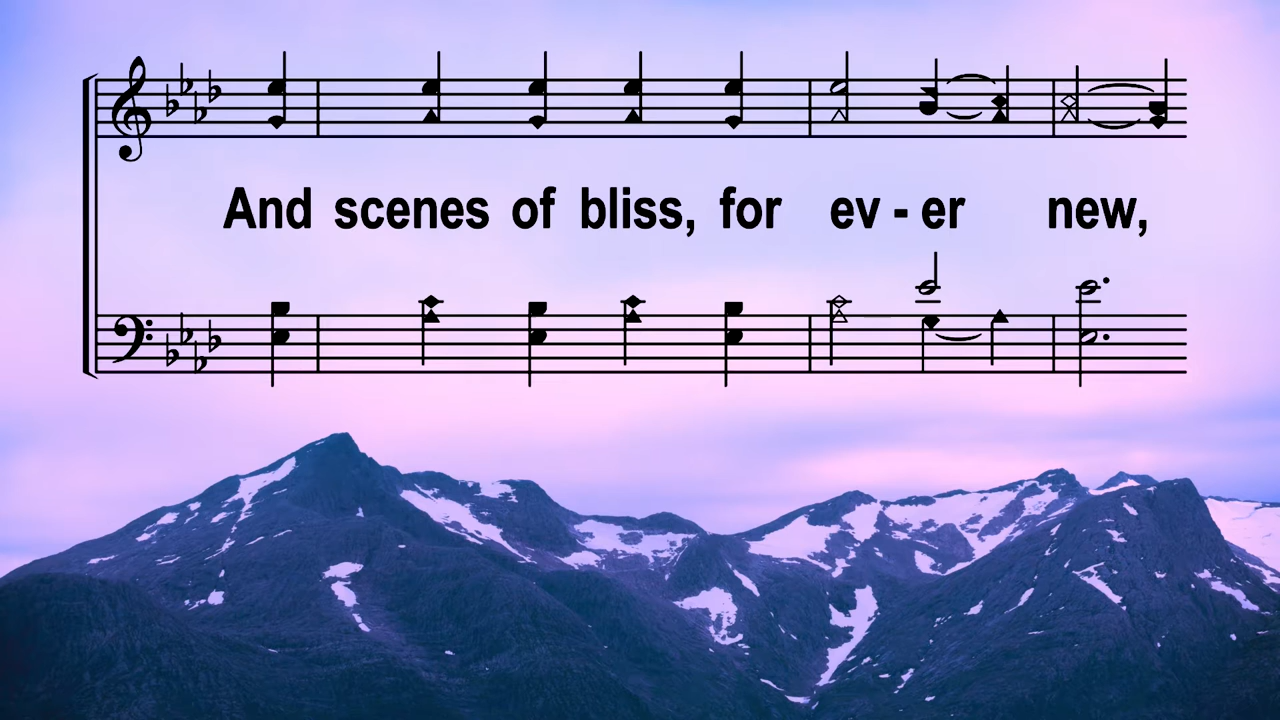 And scenes of bliss, for ev - er new,